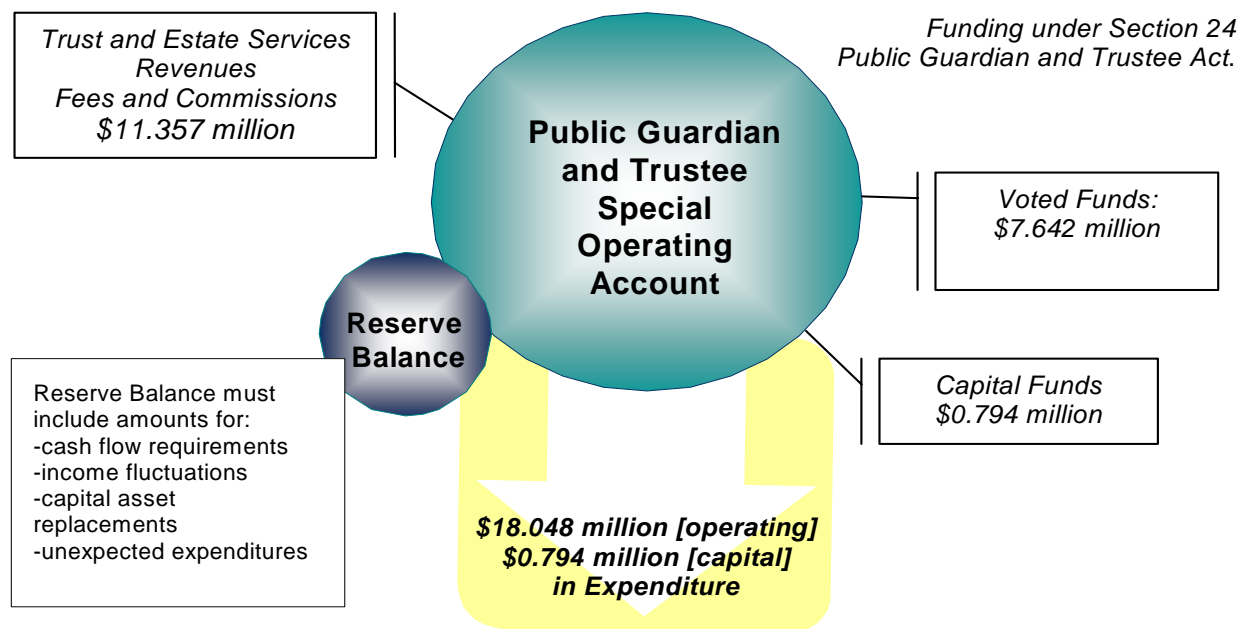 Trust and Estate Services
Revenues
Fees and Commissions
$11.357 million
Funding under Section 24
Public Guardian and Trustee Act.
Public Guardian
and Trustee
Special
Operating
Account
Voted Funds:
$7.642 million
Reserve
Balance
Capital Funds
$0.794 million
Reserve Balance must
include amounts for:
-cash flow requirements
-income fluctuations
-capital asset
replacements
-unexpected expenditures
$18.048 million [operating]
$0.794 million [capital]
in Expenditure